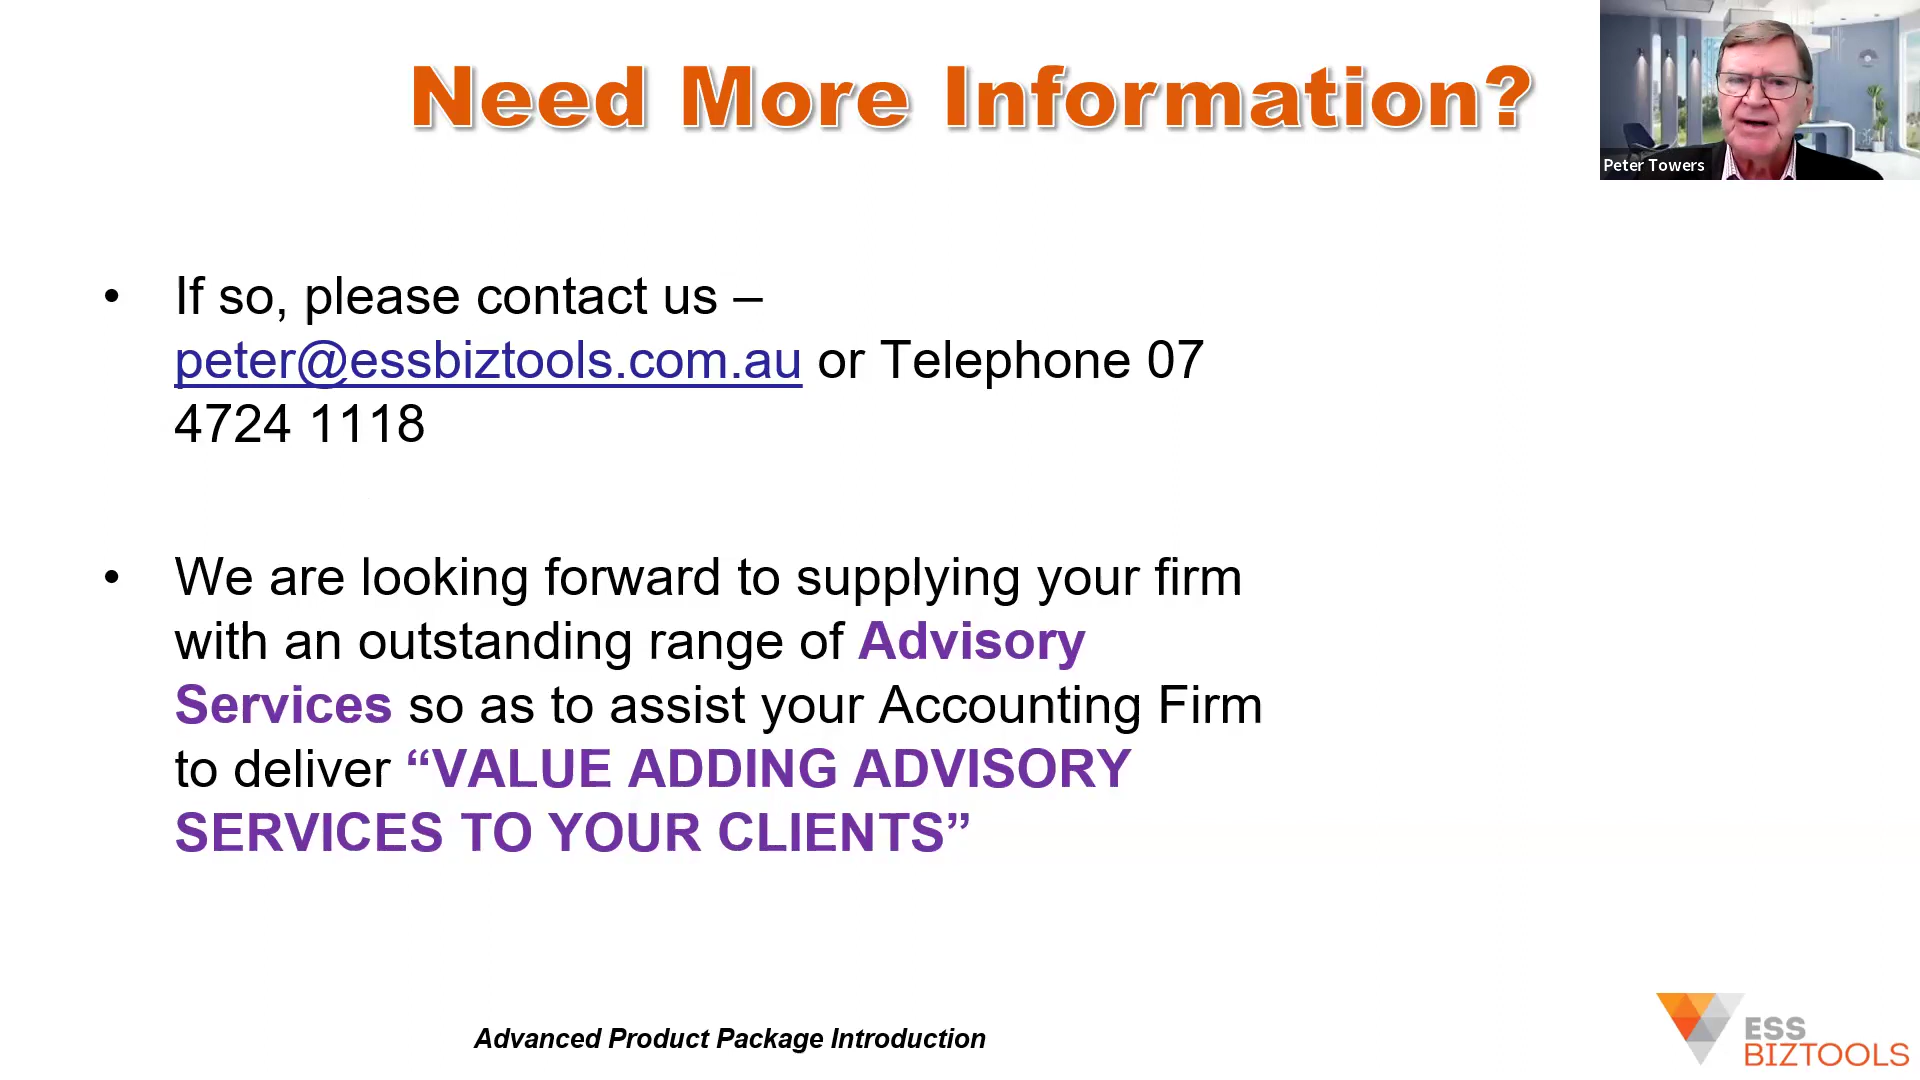 Need More Information?
Peter Towers
• If so, please contact us –
peter@essbiztools.com.au or Telephone 07
4724 1118
• We are looking forward to supplying your firm
with an outstanding range of Advisory
Services so as to assist your Accounting Firm
to deliver “VALUE ADDING ADVISORY
SERVICES TO YOUR CLIENTS”
Advanced Product Package Introduction
ESS
BIZTOOLS